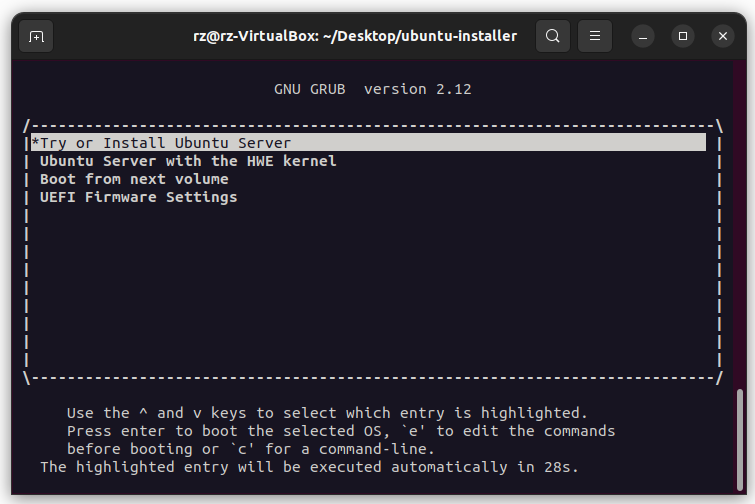 rz@rz-VirtualBox: ~/Desktop/ubuntu-installer
GNU GRUB  version 2.12
/----------------------------------------------------------------------------\
|*Try or Install Ubuntu Server |
| Ubuntu Server with the HWE kernel |
| Boot from next volume |
| UEFI Firmware Settings |
| |
| |
| |
| |
| |
| |
| |
| |
| |
\----------------------------------------------------------------------------/
Use the ^ and v keys to select which entry is highlighted.
Press enter to boot the selected OS, `e' to edit the commands
before booting or `c' for a command-line.
The highlighted entry will be executed automatically in 28s.